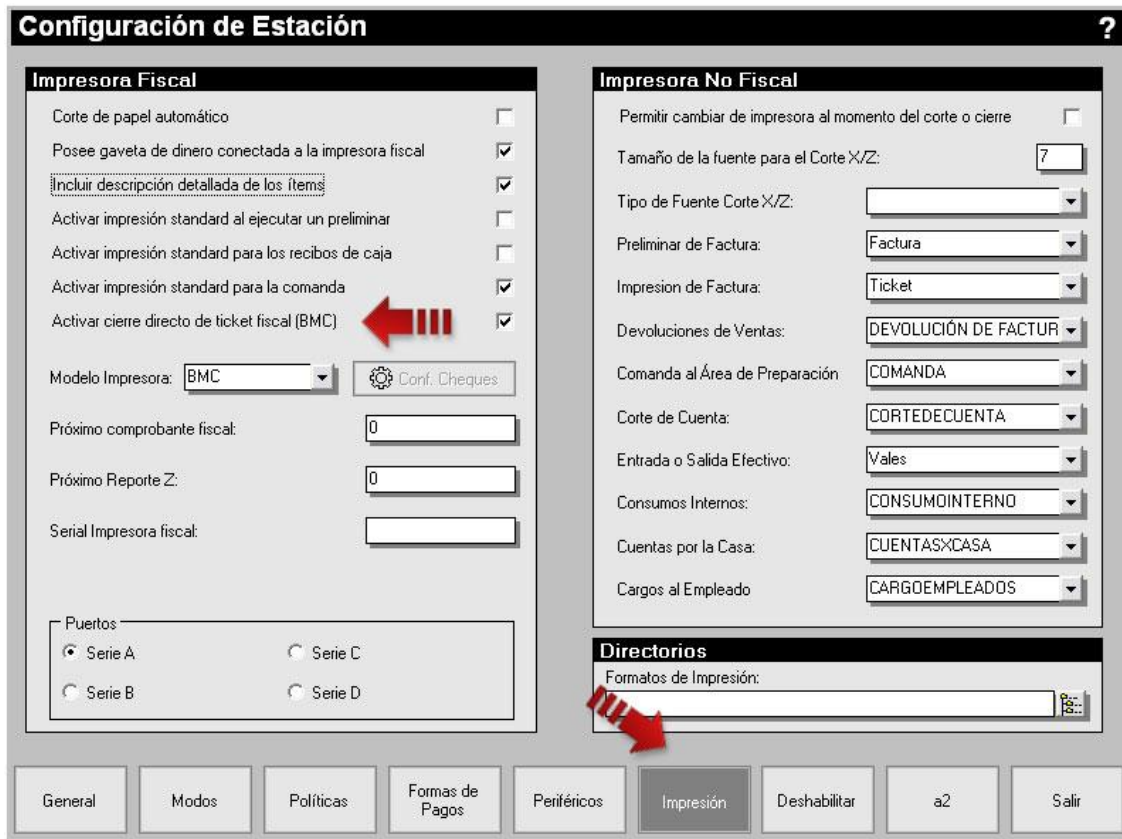 Configuración de Estación
?
Impresora Fiscal
Corte de papel automático
Posee gaveta de dinero conectada a la impresora fiscal
Incluir descripción detallada de los ítems
Activar impresión standard al ejecutar un preliminar
Activar impresión standard para los recibos de caja
Activar impresión standard para la comanda
Activar cierre directo de ticket fiscal (BMC)
Modelo Impresora: BMC
Conf. Cheques
Próximo comprobante fiscal: 0
Próximo Reporte Z: 0
Serial Impresora fiscal:
Puertos
Serie A
Serie C
Serie B
Serie D
Impresora No Fiscal
Permitir cambiar de impresora al momento del corte o cierre
Tamaño de la fuente para el Corte X/Z: 7
Tipo de Fuente Corte X/Z:
Preliminar de Factura: Factura
Impresion de Factura: Ticket
Devoluciones de Ventas: DEVOLUCIÓN DE FACTUR
Comanda al Área de Preparación COMANDA
Corte de Cuenta: CORTEDECUENTA
Entrada o Salida Efectivo: Vales
Consumos Internos: CONSUMOINTERNO
Cuentas por la Casa: CUENTASXCASA
Cargos al Empleado CARGOEMPLEADOS
Directorios
Formatos de Impresión:
General
Modos
Políticas
Formas de
Pagos
Periféricos
Impresión
Deshabilitar
a2
Salir